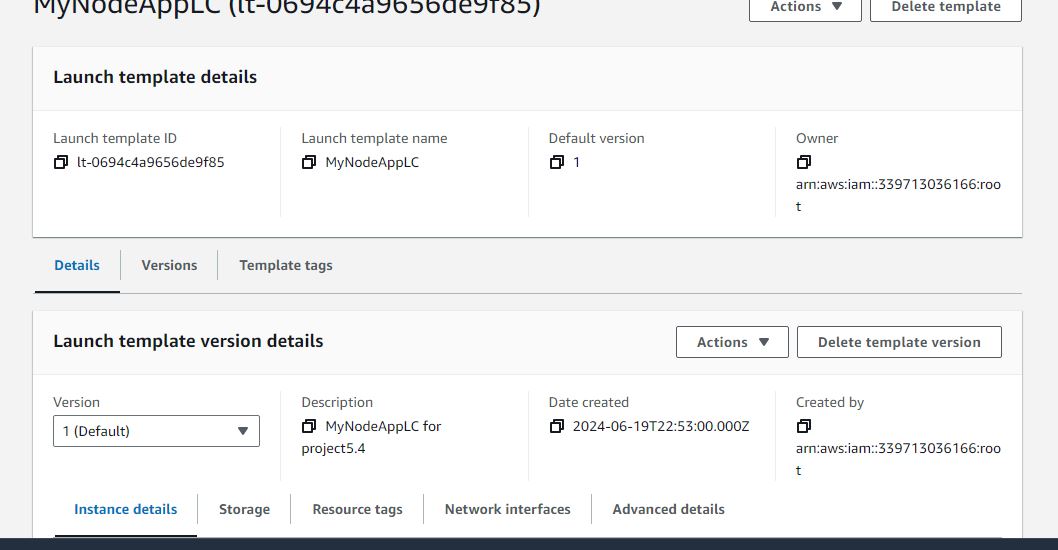 MyNodeAppLC (lt-0694c4a9656de9f85)
Actions
Delete template
Launch template details
Launch template ID
lt-0694c4a9656de9f85
Launch template name
MyNodeAppLC
Default version
1
Owner
arn:aws:iam::339713036166:roo
t
Details
Versions
Template tags
Launch template version details
Actions
Delete template version
Version
1 (Default)
Description
MyNodeAppLC for
project5.4
Date created
2024-06-19T22:53:00.000Z
Created by
arn:aws:iam::339713036166:roo
t
Instance details
Storage
Resource tags
Network interfaces
Advanced details